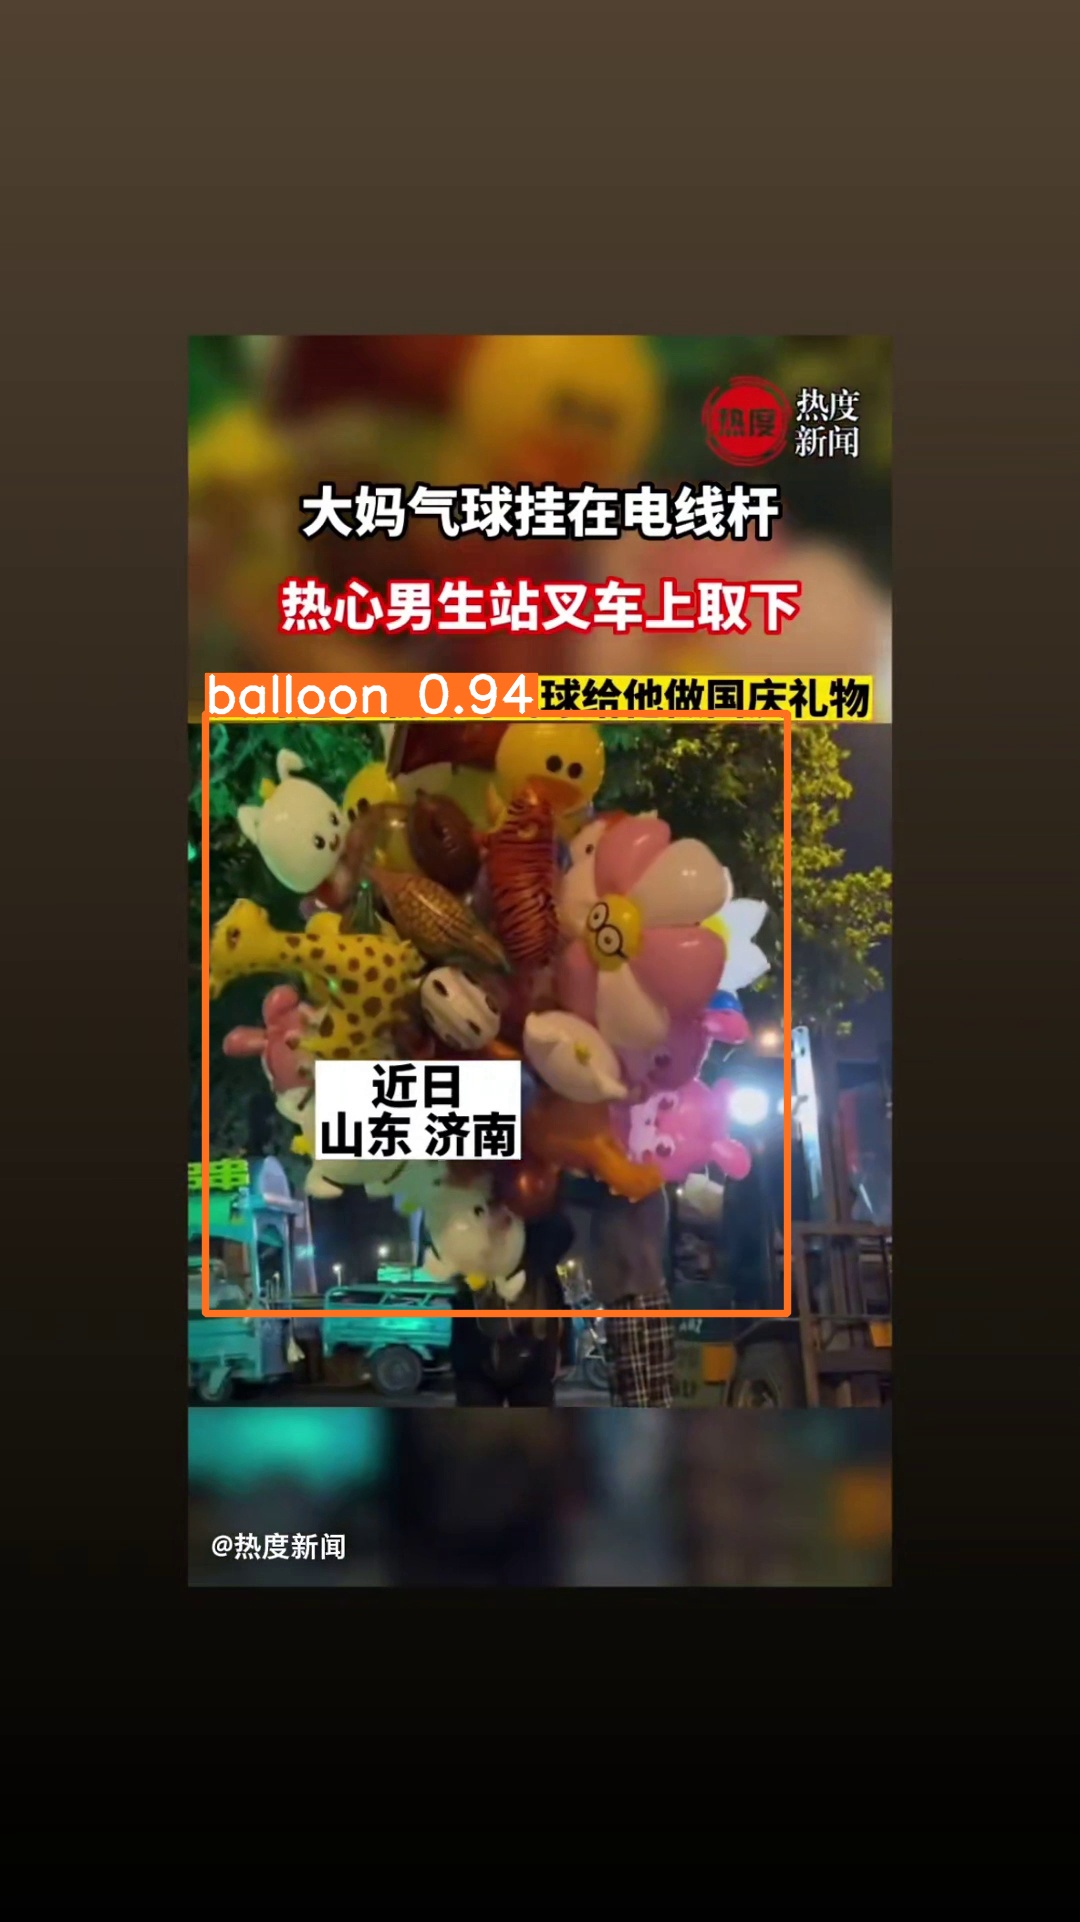 热度
热度
新闻
大妈气球挂在电线杆
热心男生站叉车上取下
balloon 0.94
球给他做国庆礼物
近日
山东 济南
@热度新闻